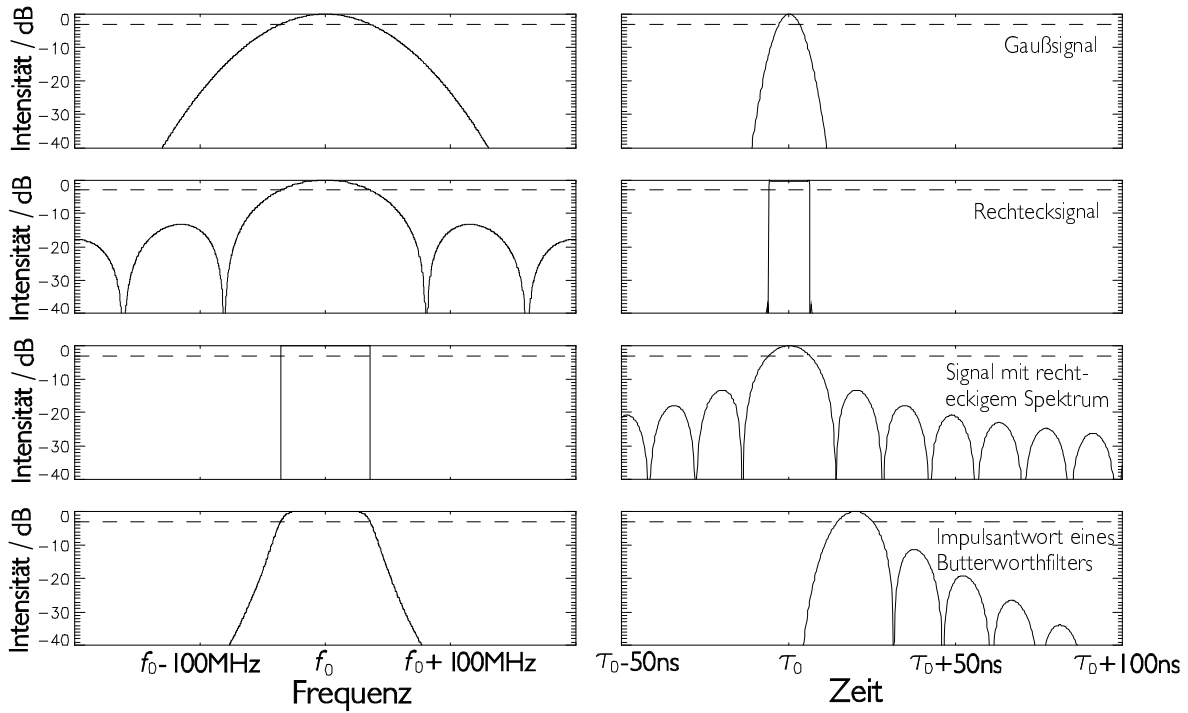 Intensität / dB
0
−10
−20
−30
−40
Gaußsignal
Intensität / dB
0
−10
−20
−30
−40
Rechtecksignal
Intensität / dB
0
−10
−20
−30
−40
Signal mit recht-
eckigem Spektrum
Intensität / dB
0
−10
−20
−30
−40
Impulsantwort eines
Butterworthfilters
f₀-100MHz f₀ f₀+100MHz
Frequenz
τ₀-50ns τ₀ τ₀+50ns τ₀+100ns
Zeit